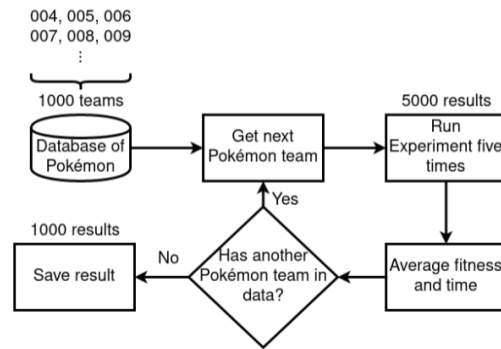 004, 005, 006
007, 008, 009
⋮
1000 teams
Database of
Pokémon
Get next
Pokémon team
5000 results
Run
Experiment five
times
Yes
1000 results
Save result
No
Has another
Pokémon team in
data?
Average fitness
and time